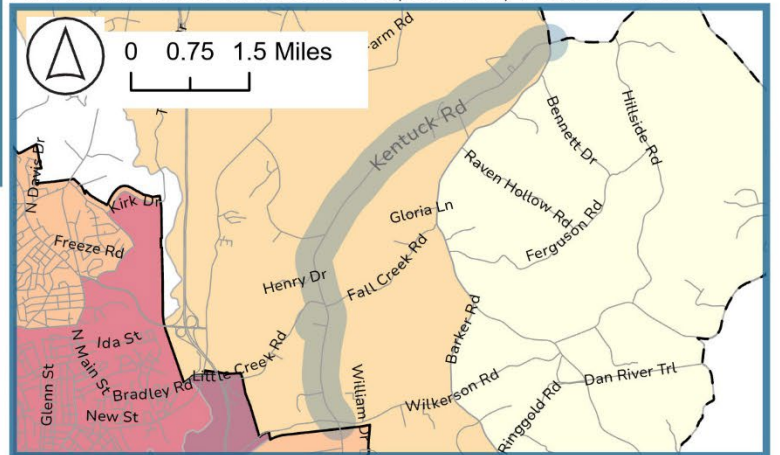 0 0.75 1.5 Miles
Farm Rd
Kentuck Rd
Bennett Dr
Hillside Rd
Raven Hollow Rd
N Davis Dr
Kirk Dr
Gloria Ln
Freeze Rd
Ferguson Rd
Henry Dr
Fall Creek Rd
Barker Rd
Ida St
N Main St
Little Creek Rd
Glenn St
Bradley Rd
William Dr
Wilkerson Rd
Dan River Trl
New St
Ringgold Rd